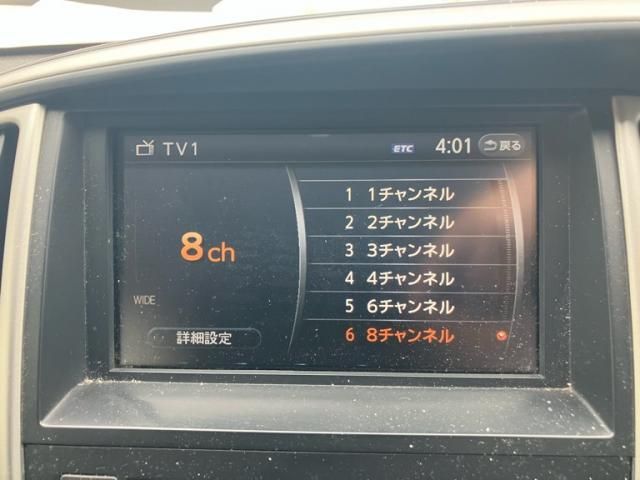 TV1 ETC 4:01 戻る
8ch
WIDE
詳細設定
1 1チャンネル
2 2チャンネル
3 3チャンネル
4 4チャンネル
5 6チャンネル
6 8チャンネル